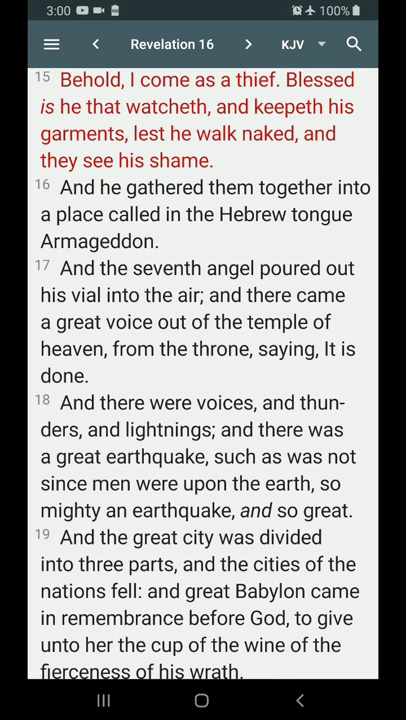 3:00 100%
Revelation 16 KJV
15 Behold, I come as a thief. Blessed
is he that watcheth, and keepeth his
garments, lest he walk naked, and
they see his shame.
16 And he gathered them together into
a place called in the Hebrew tongue
Armageddon.
17 And the seventh angel poured out
his vial into the air; and there came
a great voice out of the temple of
heaven, from the throne, saying, It is
done.
18 And there were voices, and thun-
ders, and lightnings; and there was
a great earthquake, such as was not
since men were upon the earth, so
mighty an earthquake, and so great.
19 And the great city was divided
into three parts, and the cities of the
nations fell: and great Babylon came
in remembrance before God, to give
unto her the cup of the wine of the
fierceness of his wrath.